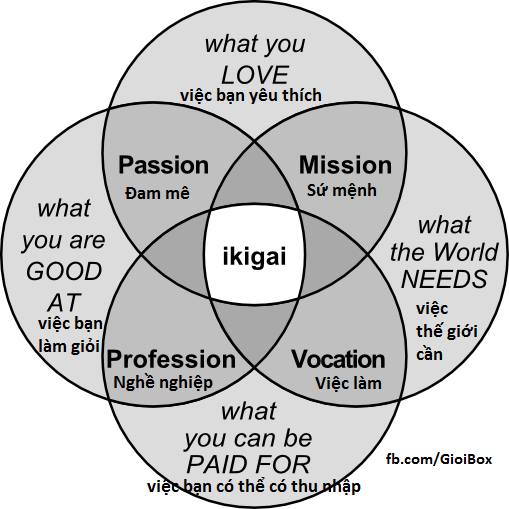 what you
LOVE
việc bạn yêu thích
Passion
Đam mê
Mission
Sứ mệnh
what
you are
GOOD
AT
việc bạn
làm giỏi
ikigai
what
the World
NEEDS
việc
thế giới
cần
Profession
Nghề nghiệp
Vocation
Việc làm
what
you can be
PAID FOR
việc bạn có thể có thu nhập
fb.com/GioiBox